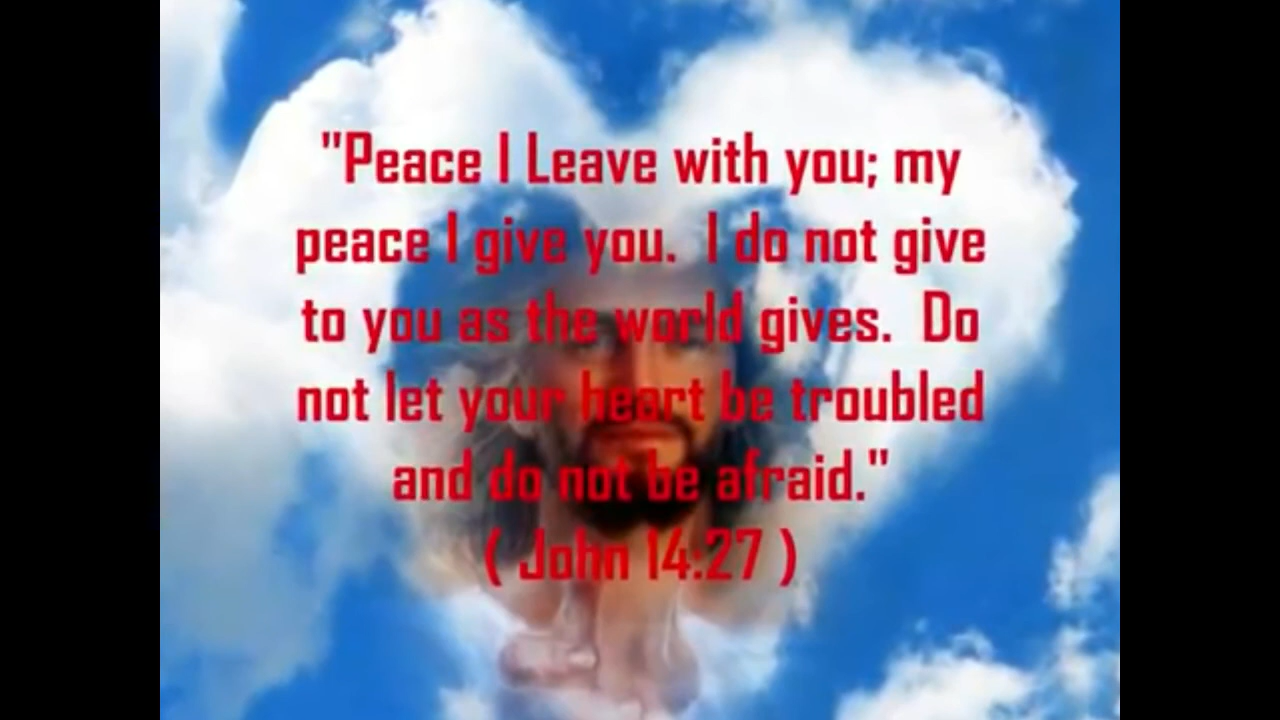 "Peace I Leave with you; my
peace I give you.  I do not give
to you as the world gives.  Do
not let your heart be troubled
and do not be afraid."
( John 14:27 )